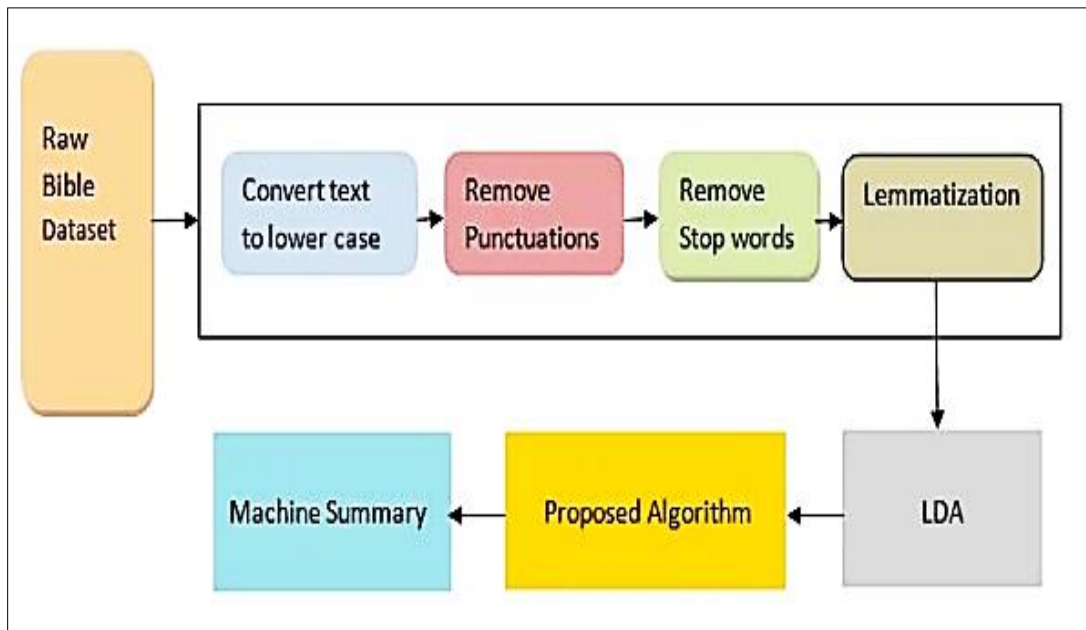 Raw
Bible
Dataset
Convert text
to lower case
Remove
Punctuations
Remove
Stop words
Lemmatization
Machine Summary
Proposed Algorithm
LDA